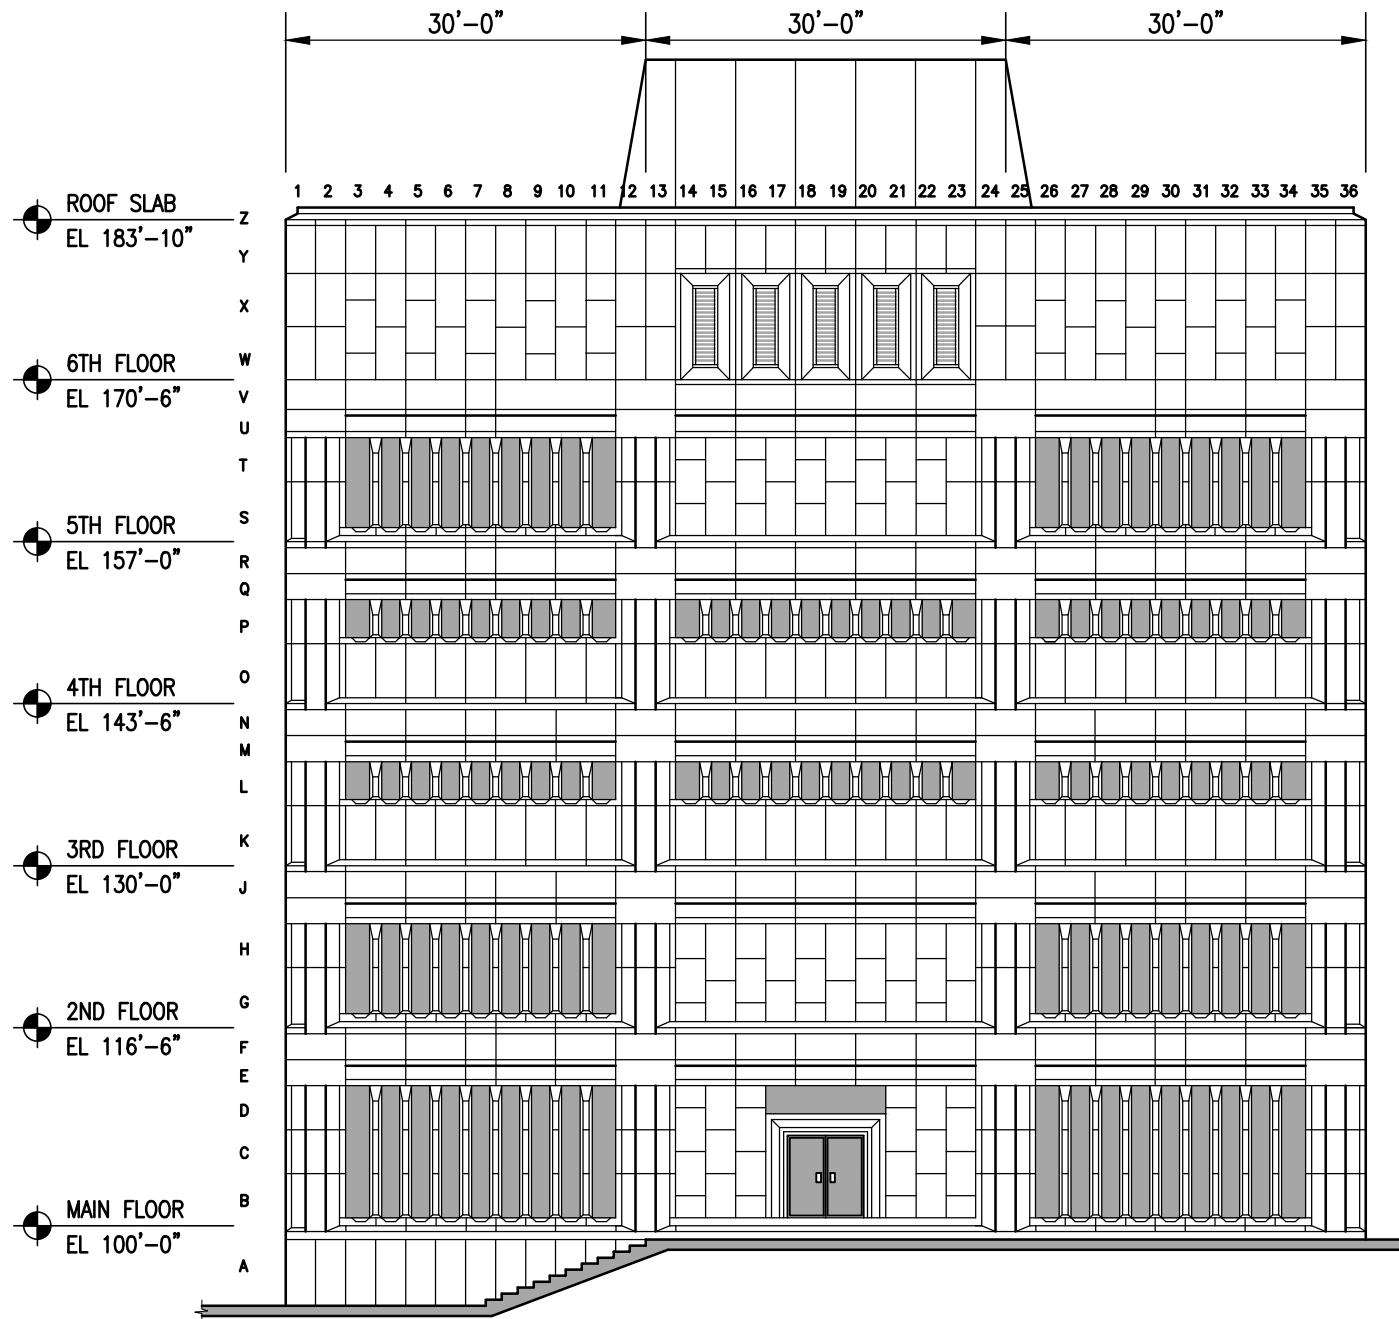 30'-0" 30'-0" 30'-0"
1 2 3 4 5 6 7 8 9 10 11 12 13 14 15 16 17 18 19 20 21 22 23 24 25 26 27 28 29 30 31 32 33 34 35 36
ROOF SLAB
EL 183'-10"
Z
Y
X
W
6TH FLOOR
EL 170'-6"
V
U
T
S
5TH FLOOR
EL 157'-0"
R
Q
P
O
4TH FLOOR
EL 143'-6"
N
M
L
K
3RD FLOOR
EL 130'-0"
J
H
G
2ND FLOOR
EL 116'-6"
F
E
D
C
B
MAIN FLOOR
EL 100'-0"
A